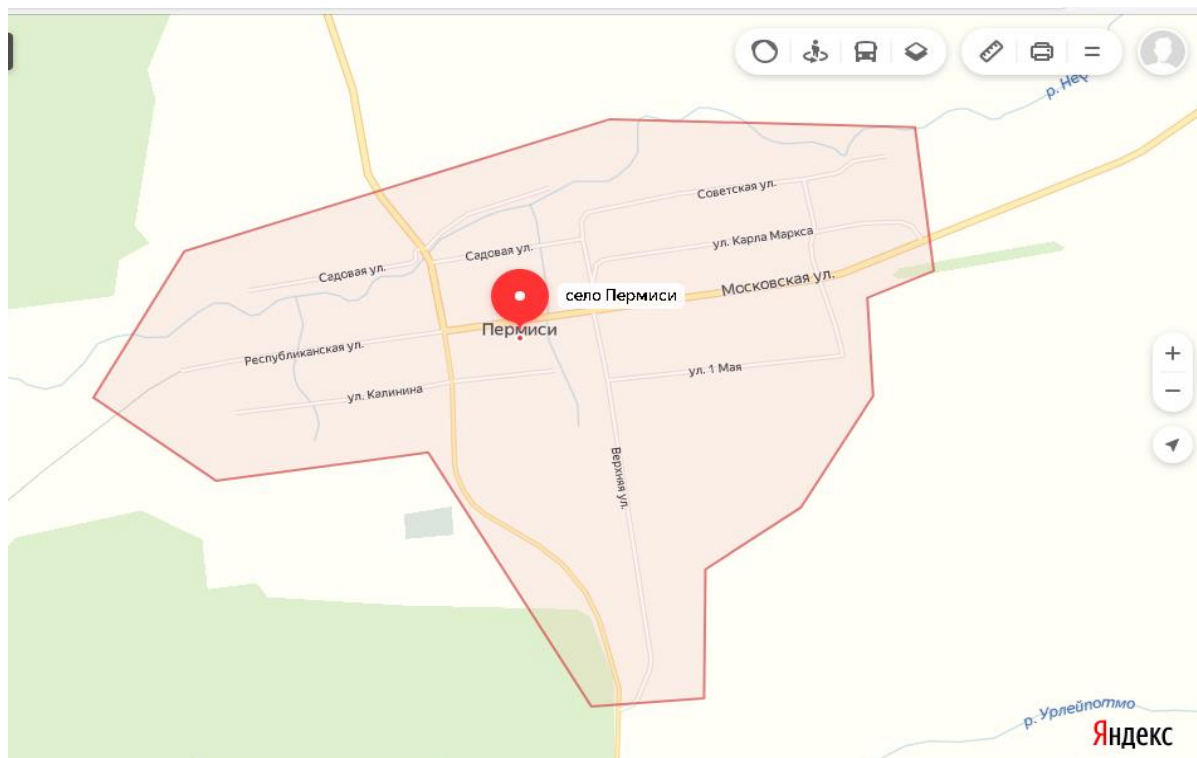 р. Не
Советская ул.
ул. Карла Маркса
Садовая ул.
Садовая ул.
Московская ул.
село Пермиси
Пермиси
Республиканская ул.
ул. 1 Мая
ул. Калинина
Верхняя ул.
р. Урлейпотмо
Яндекс